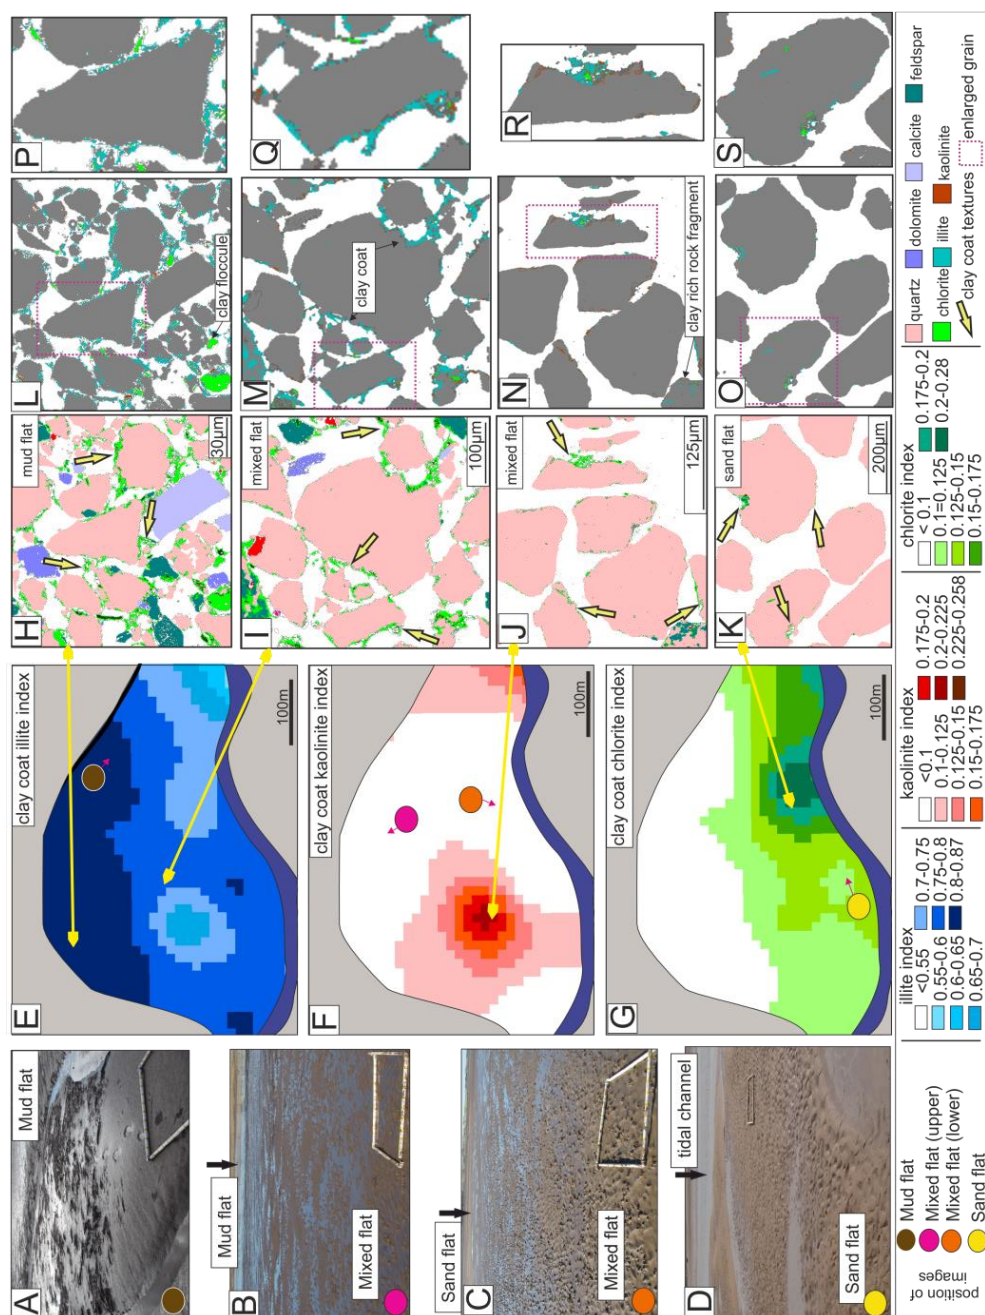 A
Mud flat
E
clay coat illite index
100m
H
mud flat
30µm
L
clay floccule
P
B
Mud flat
Mixed flat
I
mixed flat
100µm
M
clay coat
Q
C
Sand flat
Mixed flat
F
clay coat kaolinite index
100m
J
mixed flat
125µm
N
clay rich rock fragment
R
D
tidal channel
Sand flat
G
clay coat chlorite index
100m
K
sand flat
200µm
O
S
position of
images
Mud flat
Mixed flat (upper)
Mixed flat (lower)
Sand flat
illite index
<0.55
0.55-0.6
0.6-0.65
0.65-0.7
0.7-0.75
0.75-0.8
0.8-0.87
kaolinite index
<0.1
0.1-0.125
0.125-0.15
0.15-0.175
0.175-0.2
0.2-0.225
0.225-0.258
chlorite index
< 0.1
0.1=0.125
0.125-0.15
0.15-0.175
0.175-0.2
0.2-0.28
quartz
dolomite
calcite
feldspar
chlorite
illite
kaolinite
clay coat textures
enlarged grain